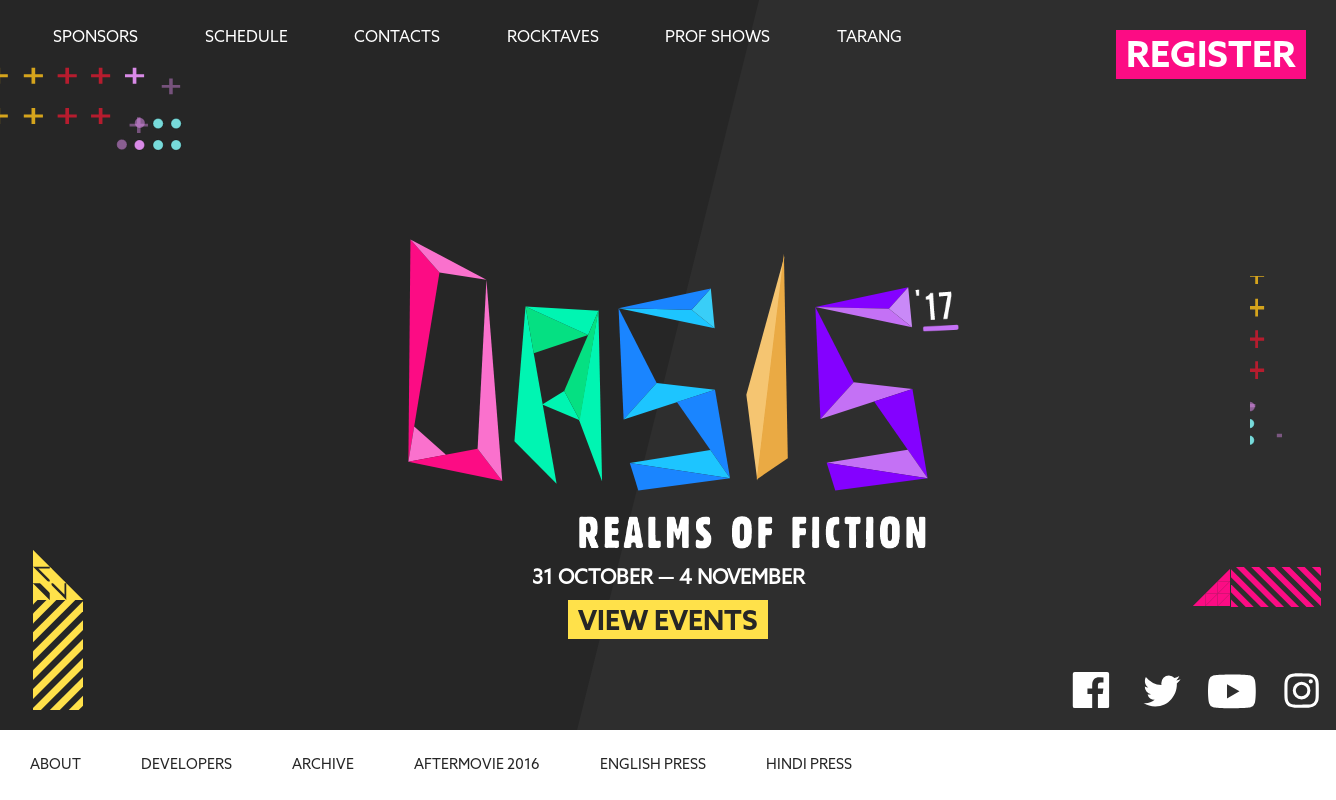 SPONSORS SCHEDULE CONTACTS ROCKTAVES PROF SHOWS TARANG
REGISTER
OASIS '17
REALMS OF FICTION
31 OCTOBER — 4 NOVEMBER
VIEW EVENTS
ABOUT DEVELOPERS ARCHIVE AFTERMOVIE 2016 ENGLISH PRESS HINDI PRESS